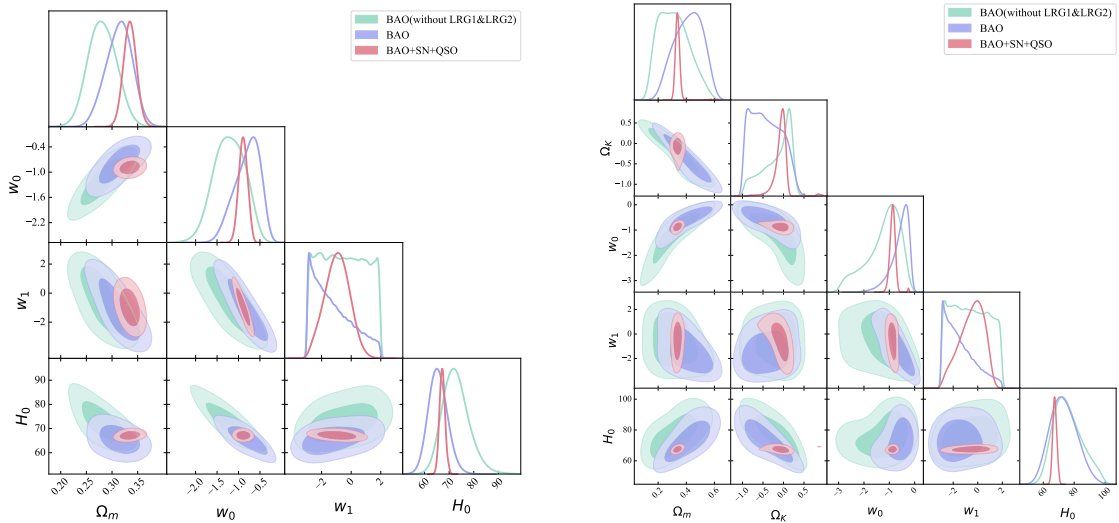 BAO(without LRG1&LRG2)
BAO
BAO+SN+QSO
w₀
−0.4
−1.0
−1.6
−2.2
w₁
2
0
−2
H₀
90
80
70
60
0.20
0.25
0.30
0.35
Ωₘ
−2.0
−1.5
−1.0
−0.5
w₀
−2
0
2
w₁
60
70
80
90
H₀
BAO(without LRG1&LRG2)
BAO
BAO+SN+QSO
Ω_K
0.5
0.0
−0.5
−1.0
w₀
0
−1
−2
−3
w₁
2
0
−2
H₀
100
80
60
0.2
0.4
0.6
Ωₘ
−1.0
−0.5
0.0
0.5
Ω_K
−3
−2
−1
0
w₀
−2
0
2
w₁
60
80
100
H₀